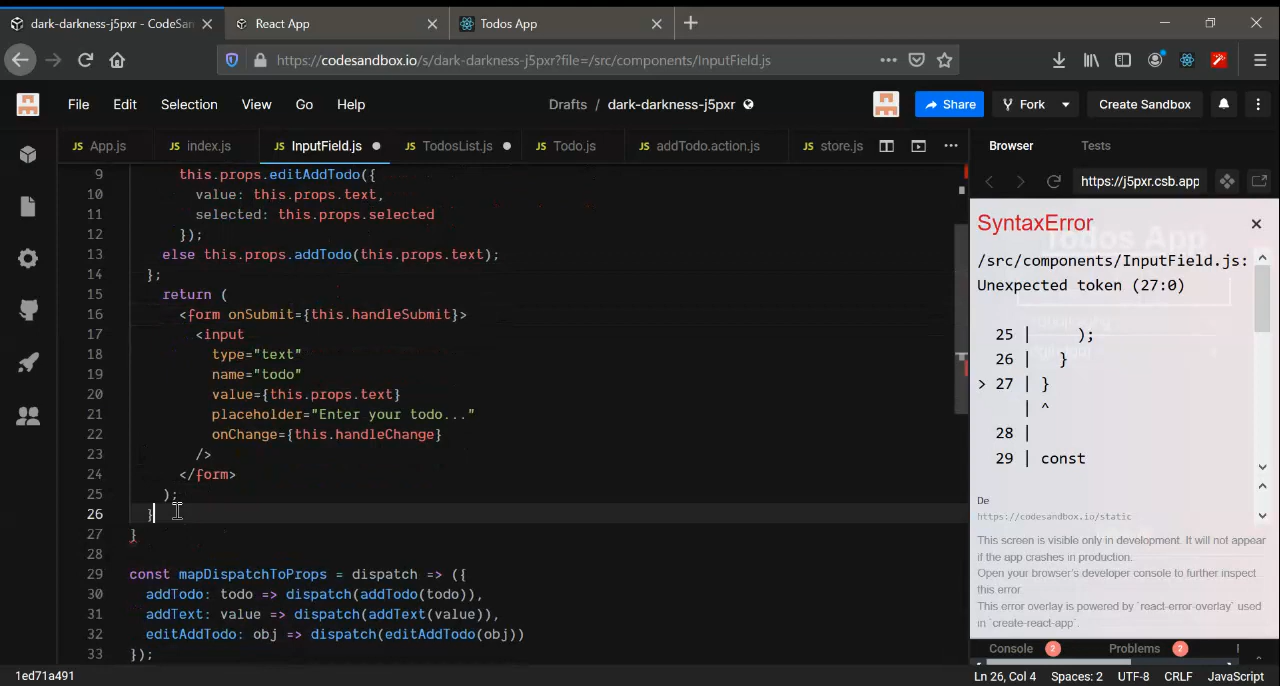 dark-darkness-j5pxr - CodeSan
React App
Todos App
https://codesandbox.io/s/dark-darkness-j5pxr?file=/src/components/InputField.js
File Edit Selection View Go Help
Drafts / dark-darkness-j5pxr
Share
Fork
Create Sandbox
JS App.js
JS index.js
JS InputField.js
JS TodosList.js
JS Todo.js
JS addTodo.action.js
JS store.js
Browser
Tests
https://j5pxr.csb.app
9 this.props.editAddTodo({
10 value: this.props.text,
11 selected: this.props.selected
12 });
13 else this.props.addTodo(this.props.text);
14 };
15 return (
16 <form onSubmit={this.handleSubmit}>
17 <input
18 type="text"
19 name="todo"
20 value={this.props.text}
21 placeholder="Enter your todo..."
22 onChange={this.handleChange}
23 />
24 </form>
25 );
26 }
27 }
28
29 const mapDispatchToProps = dispatch => ({
30 addTodo: todo => dispatch(addTodo(todo)),
31 addText: value => dispatch(addText(value)),
32 editAddTodo: obj => dispatch(editAddTodo(obj))
33 });
SyntaxError
Todos App
/src/components/InputField.js:
Unexpected token (27:0)
25 | );
26 | }
> 27 | }
| ^
28 |
29 | const
De
https://codesandbox.io/static
This screen is visible only in development. It will not appear
if the app crashes in production.
Open your browser's developer console to further inspect
this error.
This error overlay is powered by `react-error-overlay` used
in `create-react-app`.
Console 2
Problems 2
1ed71a491
Ln 26, Col 4
Spaces: 2
UTF-8
CRLF
JavaScript